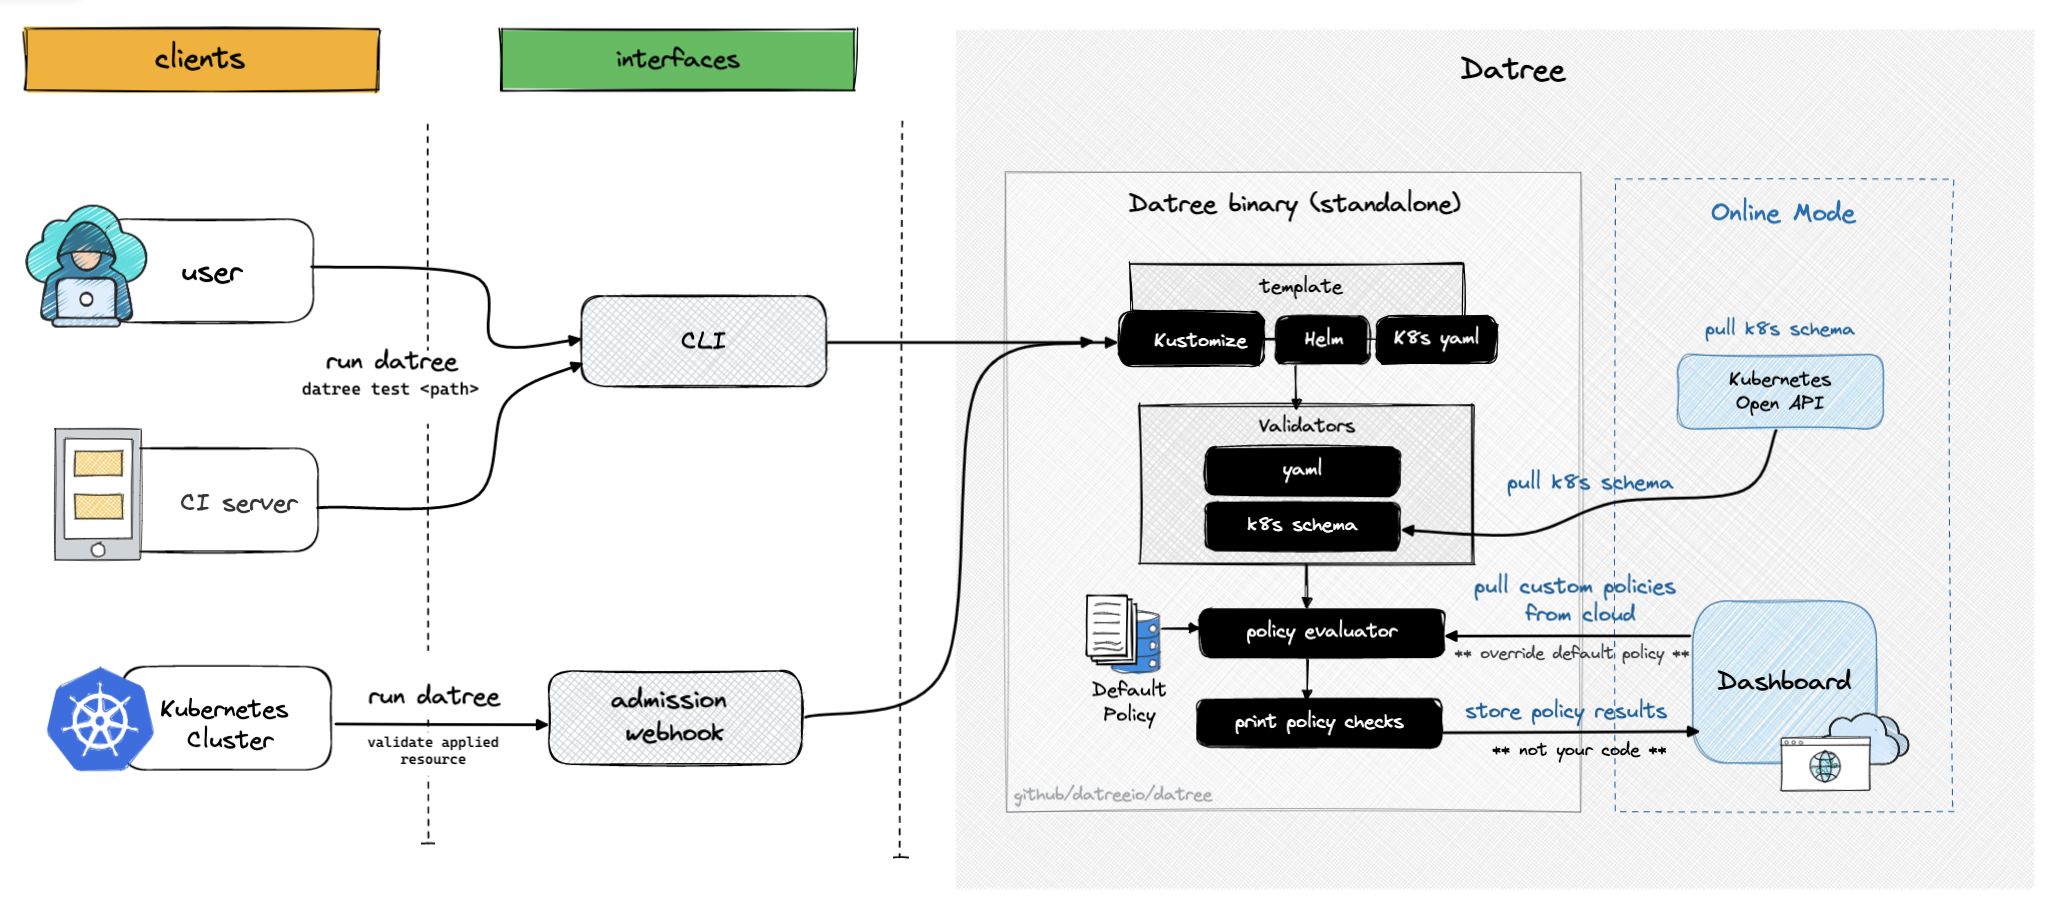 clients
interfaces
Datree
user
run datree
datree test <path>
CI server
Kubernetes
Cluster
run datree
validate applied
resource
CLI
admission
webhook
Datree binary (standalone)
template
Kustomize
Helm
K8s yaml
Validators
yaml
k8s schema
Default
Policy
policy evaluator
print policy checks
github/datreeio/datree
Online Mode
pull k8s schema
Kubernetes
Open API
pull k8s schema
pull custom policies
from cloud
** override default policy **
Dashboard
store policy results
** not your code **